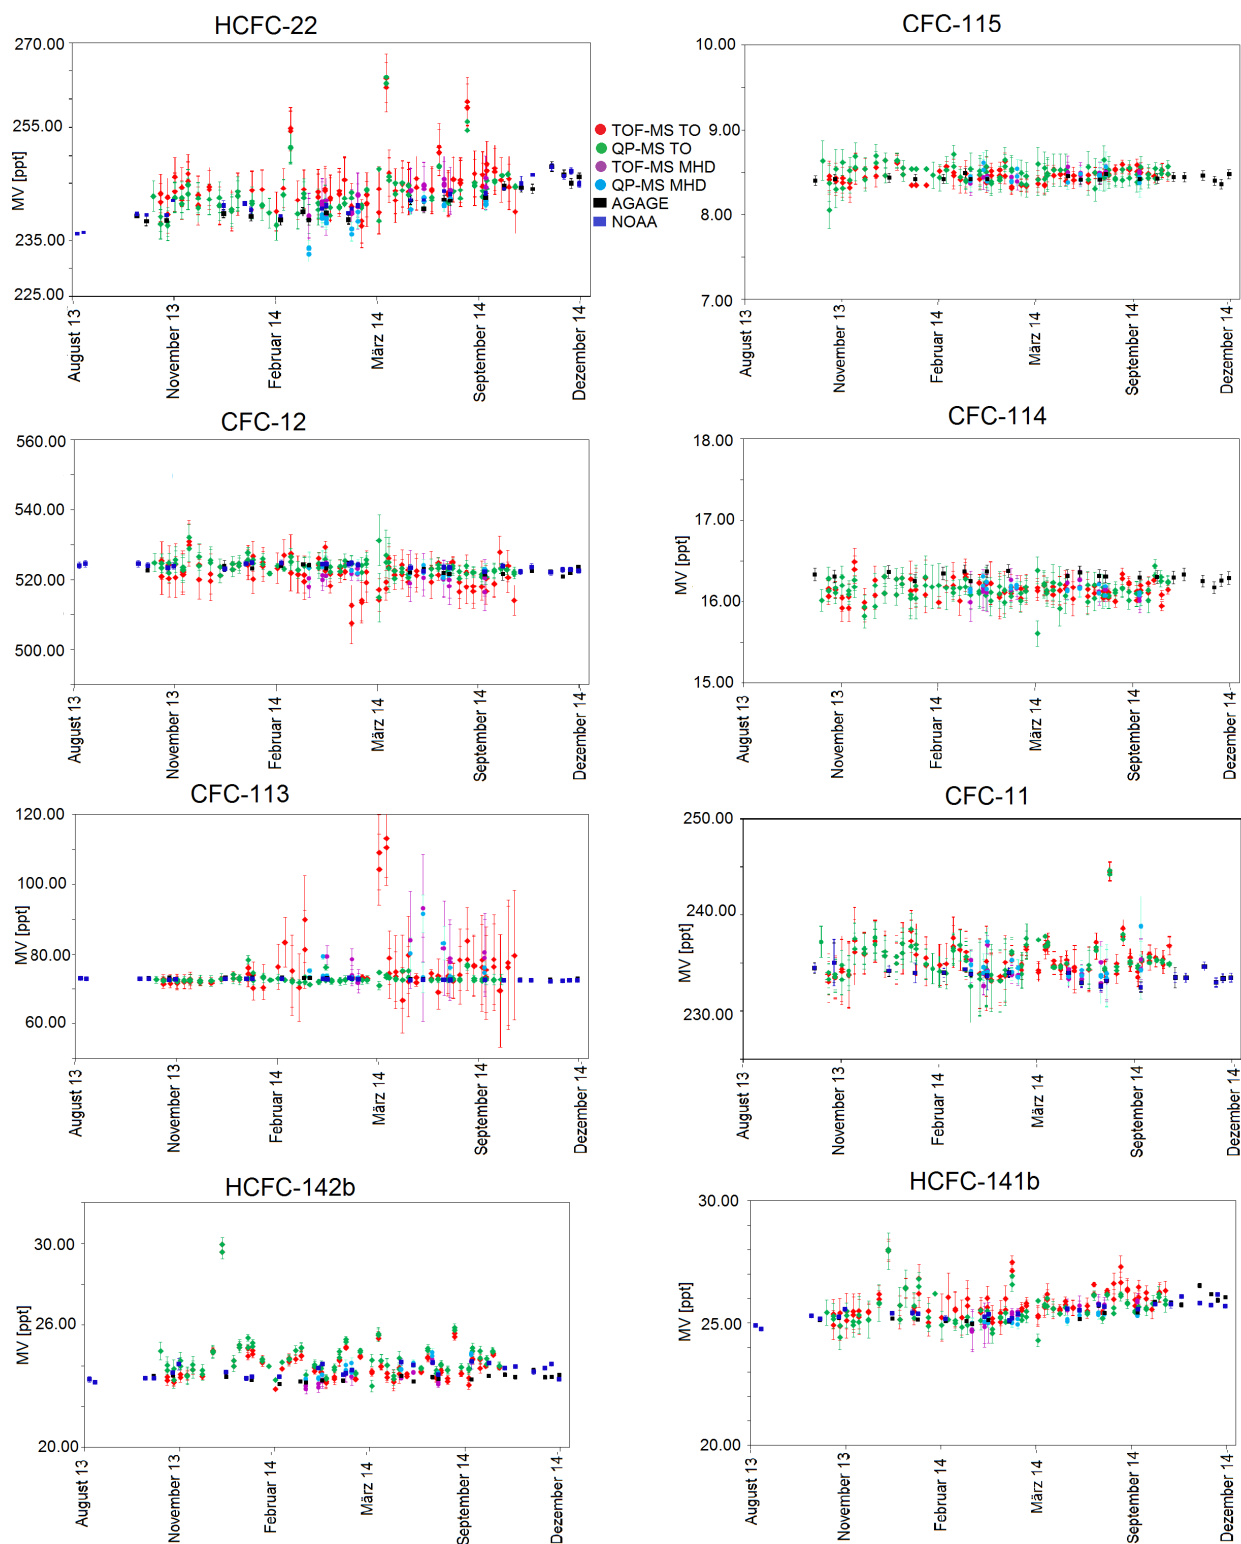 HCFC-22
MV [ppt]
270.00
255.00
235.00
225.00
August 13
November 13
Februar 14
März 14
September 14
Dezember 14
TOF-MS TO
QP-MS TO
TOF-MS MHD
QP-MS MHD
AGAGE
NOAA
CFC-115
MV [ppt]
10.00
9.00
8.00
7.00
August 13
November 13
Februar 14
März 14
September 14
Dezember 14
CFC-12
MV [ppt]
560.00
540.00
520.00
500.00
August 13
November 13
Februar 14
März 14
September 14
Dezember 14
CFC-114
MV [ppt]
18.00
17.00
16.00
15.00
August 13
November 13
Februar 14
März 14
September 14
Dezember 14
CFC-113
MV [ppt]
120.00
100.00
80.00
60.00
August 13
November 13
Februar 14
März 14
September 14
Dezember 14
CFC-11
MV [ppt]
250.00
240.00
230.00
August 13
November 13
Februar 14
März 14
September 14
Dezember 14
HCFC-142b
MV [ppt]
30.00
26.00
20.00
August 13
November 13
Februar 14
März 14
September 14
Dezember 14
HCFC-141b
MV [ppt]
30.00
25.00
20.00
August 13
November 13
Februar 14
März 14
September 14
Dezember 14